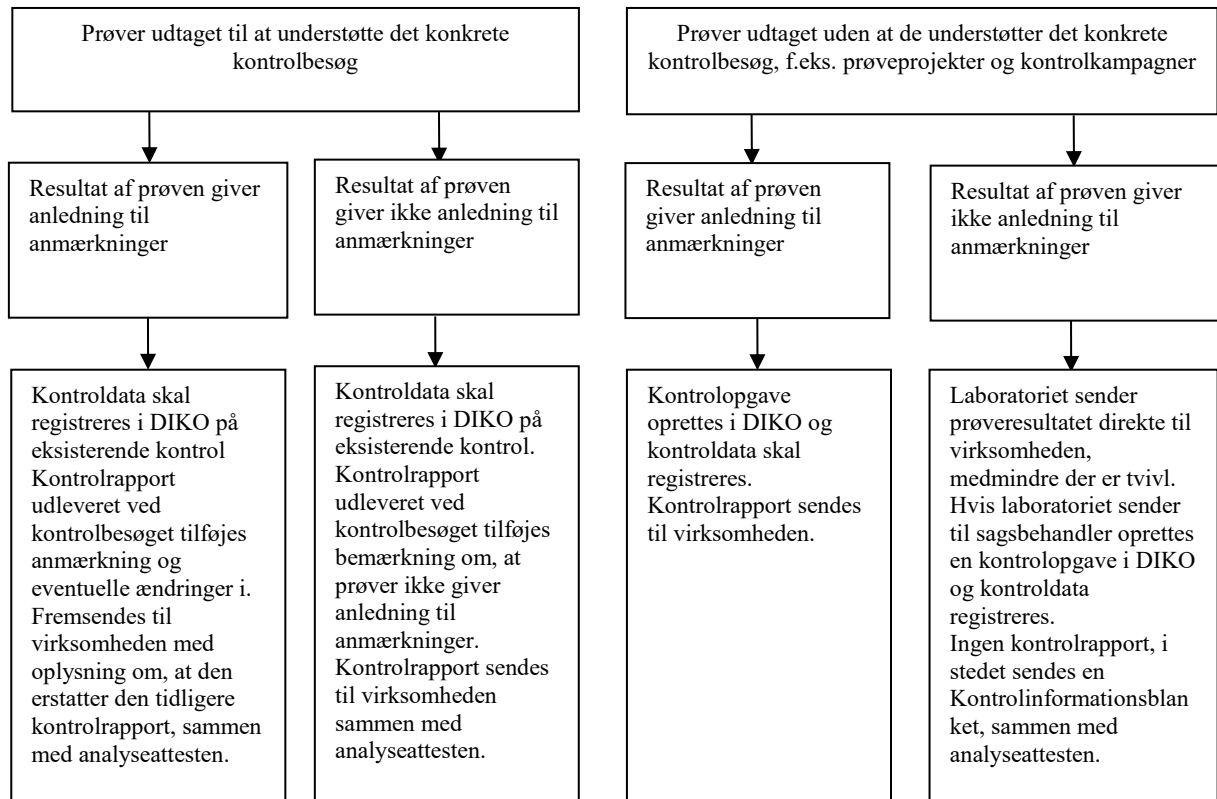 Prøver udtaget til at understøtte det konkrete
kontrolbesøg
Prøver udtaget uden at de understøtter det konkrete
kontrolbesøg, f.eks. prøveprojekter og kontrolkampagner
Resultat af prøven giver
anledning til
anmærkninger
Resultat af prøven
giver ikke anledning til
anmærkninger
Resultat af prøven
giver anledning til
anmærkninger
Resultat af prøven giver
ikke anledning til
anmærkninger
Kontroldata skal
registreres i DIKO på
eksisterende kontrol
Kontrolrapport
udleveret ved
kontrolbesøget tilføjes
anmærkning og
eventuelle ændringer i.
Fremsendes til
virksomheden med
oplysning om, at den
erstatter den tidligere
kontrolrapport, sammen
med analyseattesten.
Kontroldata skal
registreres i DIKO på
eksisterende kontrol.
Kontrolrapport
udleveret ved
kontrolbesøget tilføjes
bemærkning om, at
prøver ikke giver
anledning til
anmærkninger.
Kontrolrapport sendes
til virksomheden
sammen med
analyseattesten.
Kontrolopgave
oprettes i DIKO og
kontroldata skal
registreres.
Kontrolrapport sendes
til virksomheden.
Laboratoriet sender
prøveresultatet direkte til
virksomheden,
medmindre der er tvivl.
Hvis laboratoriet sender
til sagsbehandler oprettes
en kontrolopgave i DIKO
og kontroldata
registreres.
Ingen kontrolrapport, i
stedet sendes en
Kontrolinformationsblan
ket, sammen med
analyseattesten.